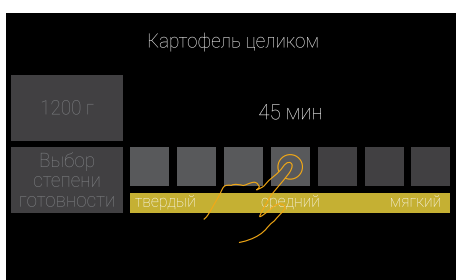 Картофель целиком
1200 г
45 мин
Выбор
степени
готовности
твердый средний мягкий